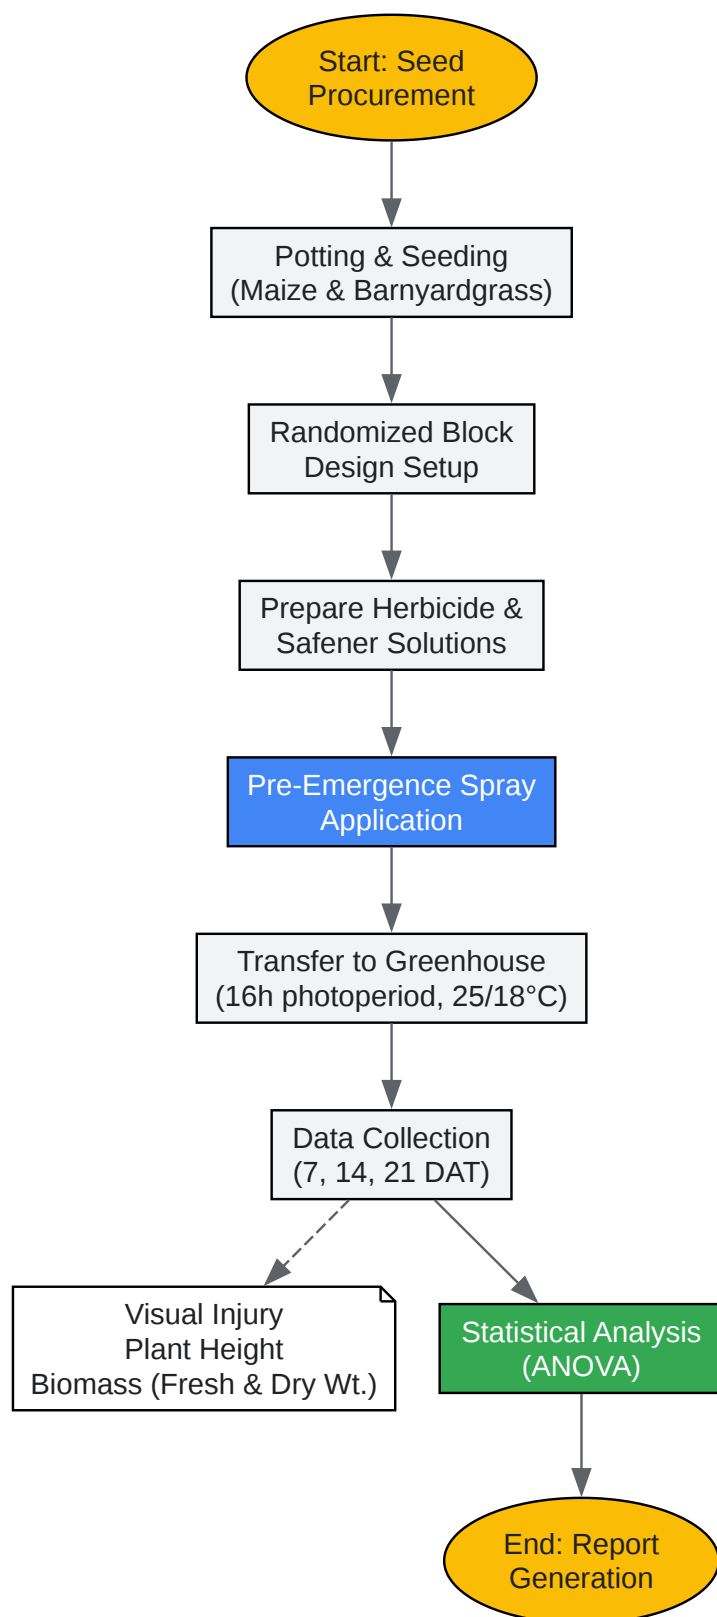 Start: Seed
Procurement
Potting & Seeding
(Maize & Barnyardgrass)
Randomized Block
Design Setup
Prepare Herbicide &
Safener Solutions
Pre-Emergence Spray
Application
Transfer to Greenhouse
(16h photoperiod, 25/18°C)
Data Collection
(7, 14, 21 DAT)
Visual Injury
Plant Height
Biomass (Fresh & Dry Wt.)
Statistical Analysis
(ANOVA)
End: Report
Generation